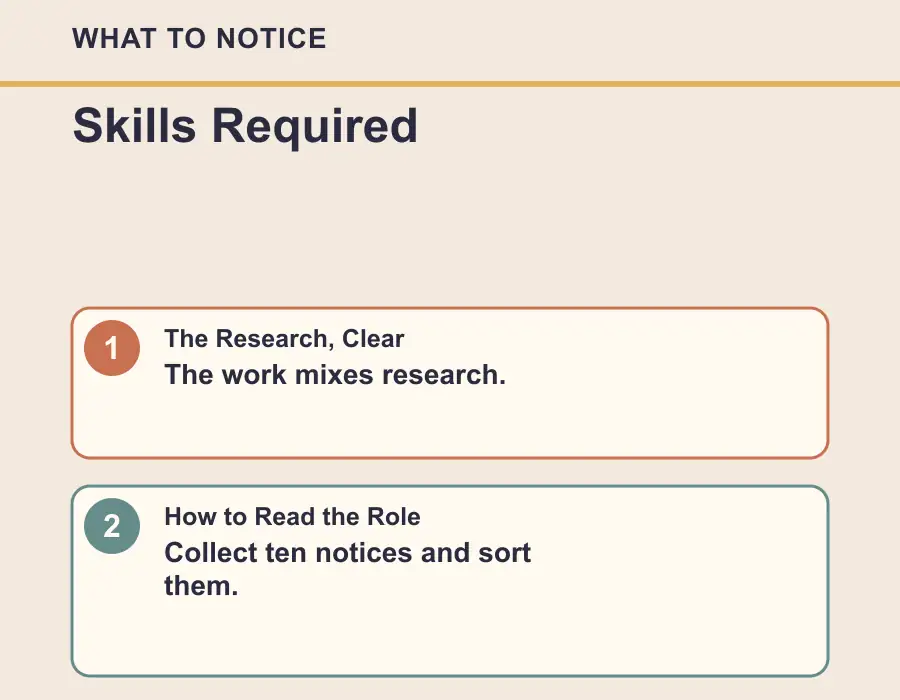 WHAT TO NOTICE
Skills Required
1
The Research, Clear
The work mixes research.
2
How to Read the Role
Collect ten notices and sort
them.